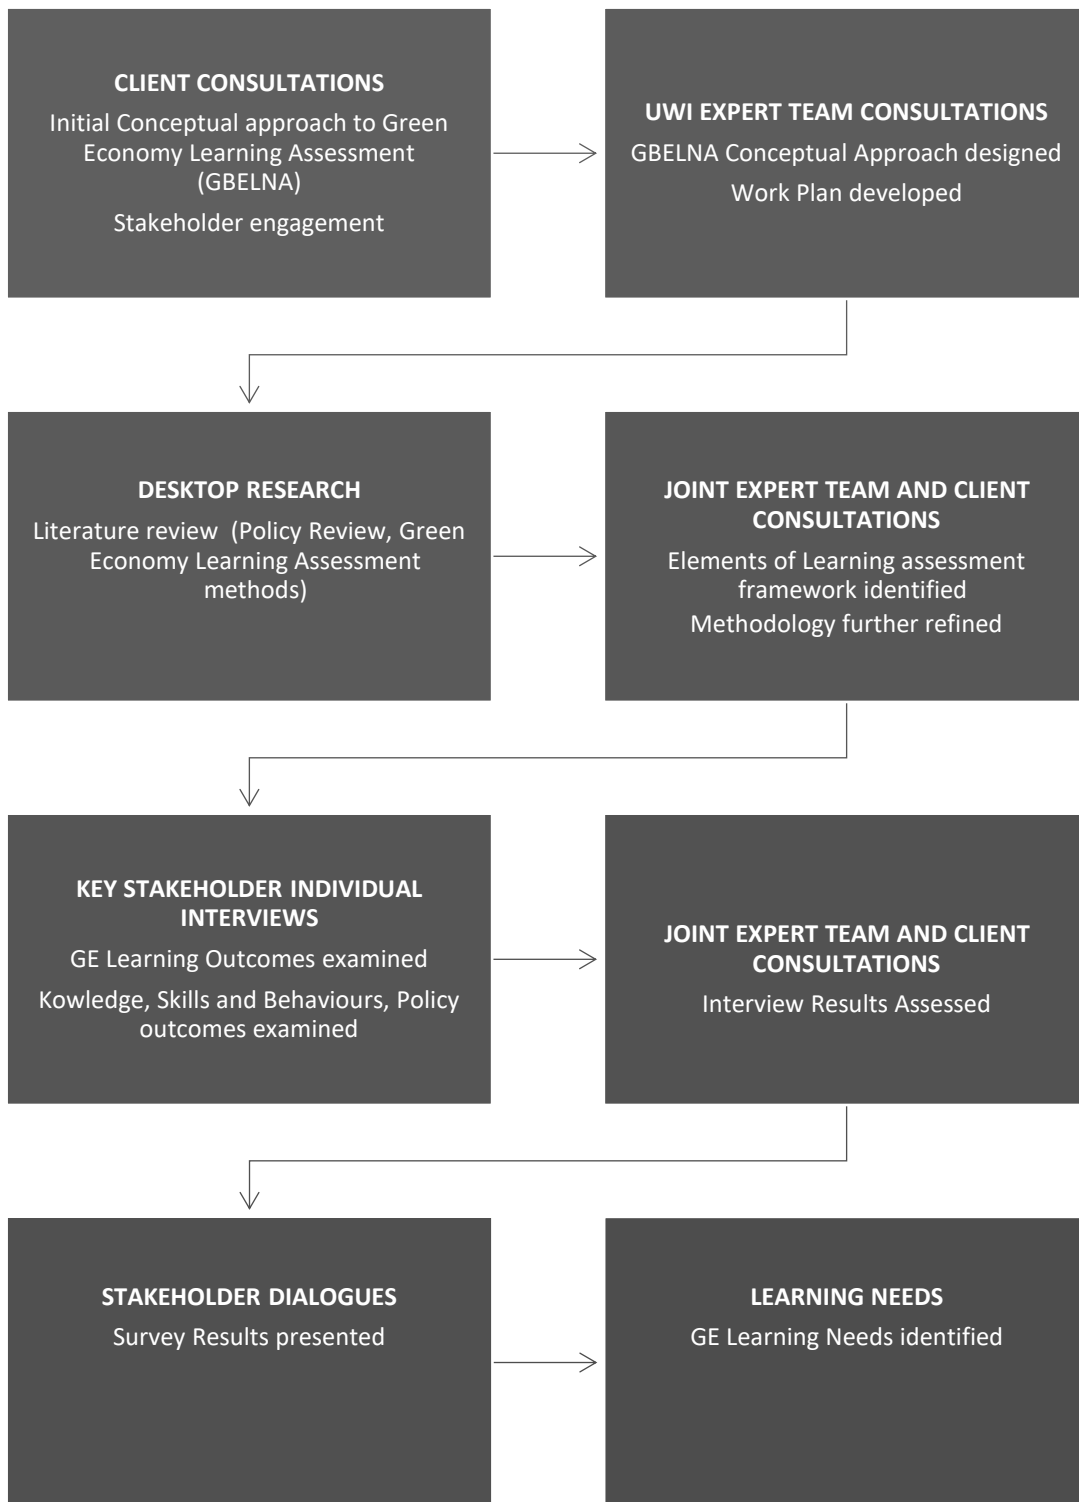 CLIENT CONSULTATIONS
Initial Conceptual approach to Green
Economy Learning Assessment
(GBELNA)
Stakeholder engagement
UWI EXPERT TEAM CONSULTATIONS
GBELNA Conceptual Approach designed
Work Plan developed
DESKTOP RESEARCH
Literature review (Policy Review, Green
Economy Learning Assessment
methods)
JOINT EXPERT TEAM AND CLIENT
CONSULTATIONS
Elements of Learning assessment
framework identified
Methodology further refined
KEY STAKEHOLDER INDIVIDUAL
INTERVIEWS
GE Learning Outcomes examined
Kowledge, Skills and Behaviours, Policy
outcomes examined
JOINT EXPERT TEAM AND CLIENT
CONSULTATIONS
Interview Results Assessed
STAKEHOLDER DIALOGUES
Survey Results presented
LEARNING NEEDS
GE Learning Needs identified